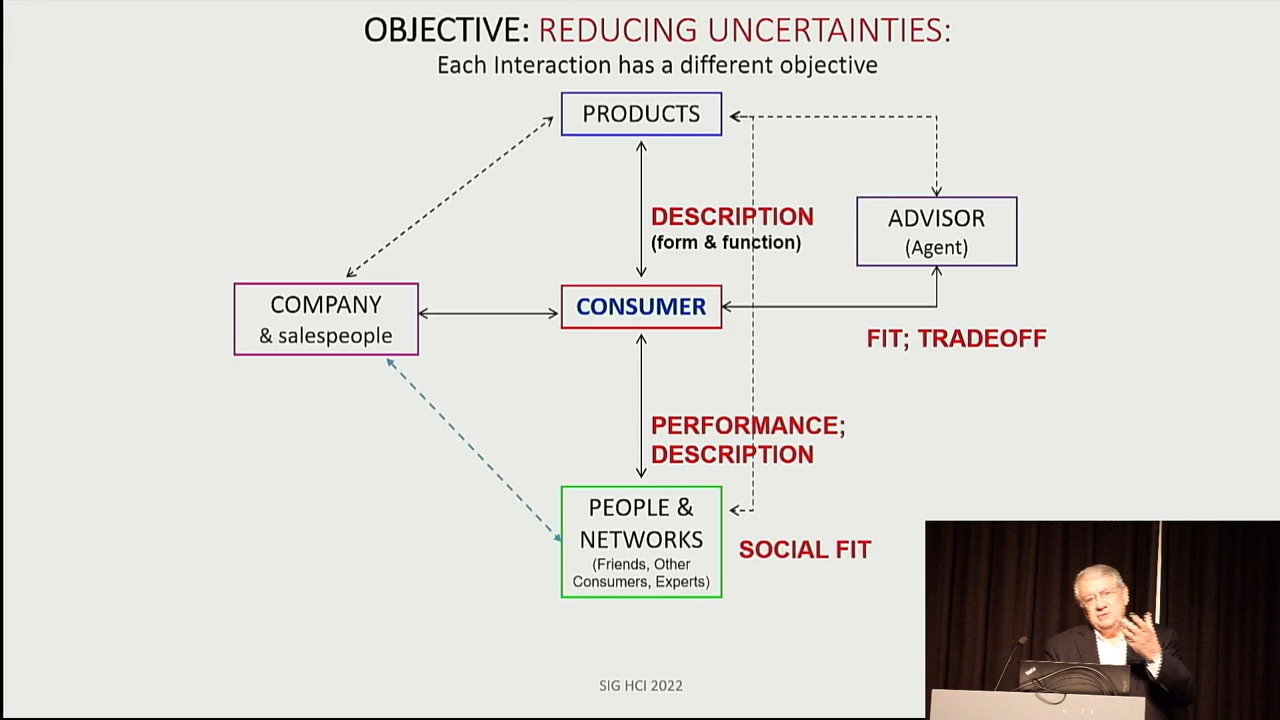 OBJECTIVE: REDUCING UNCERTAINTIES:
Each Interaction has a different objective
PRODUCTS
DESCRIPTION
(form & function)
ADVISOR
(Agent)
COMPANY
& salespeople
CONSUMER
FIT; TRADEOFF
PERFORMANCE;
DESCRIPTION
PEOPLE &
NETWORKS
(Friends, Other
Consumers, Experts)
SOCIAL FIT
SIG HCI 2022